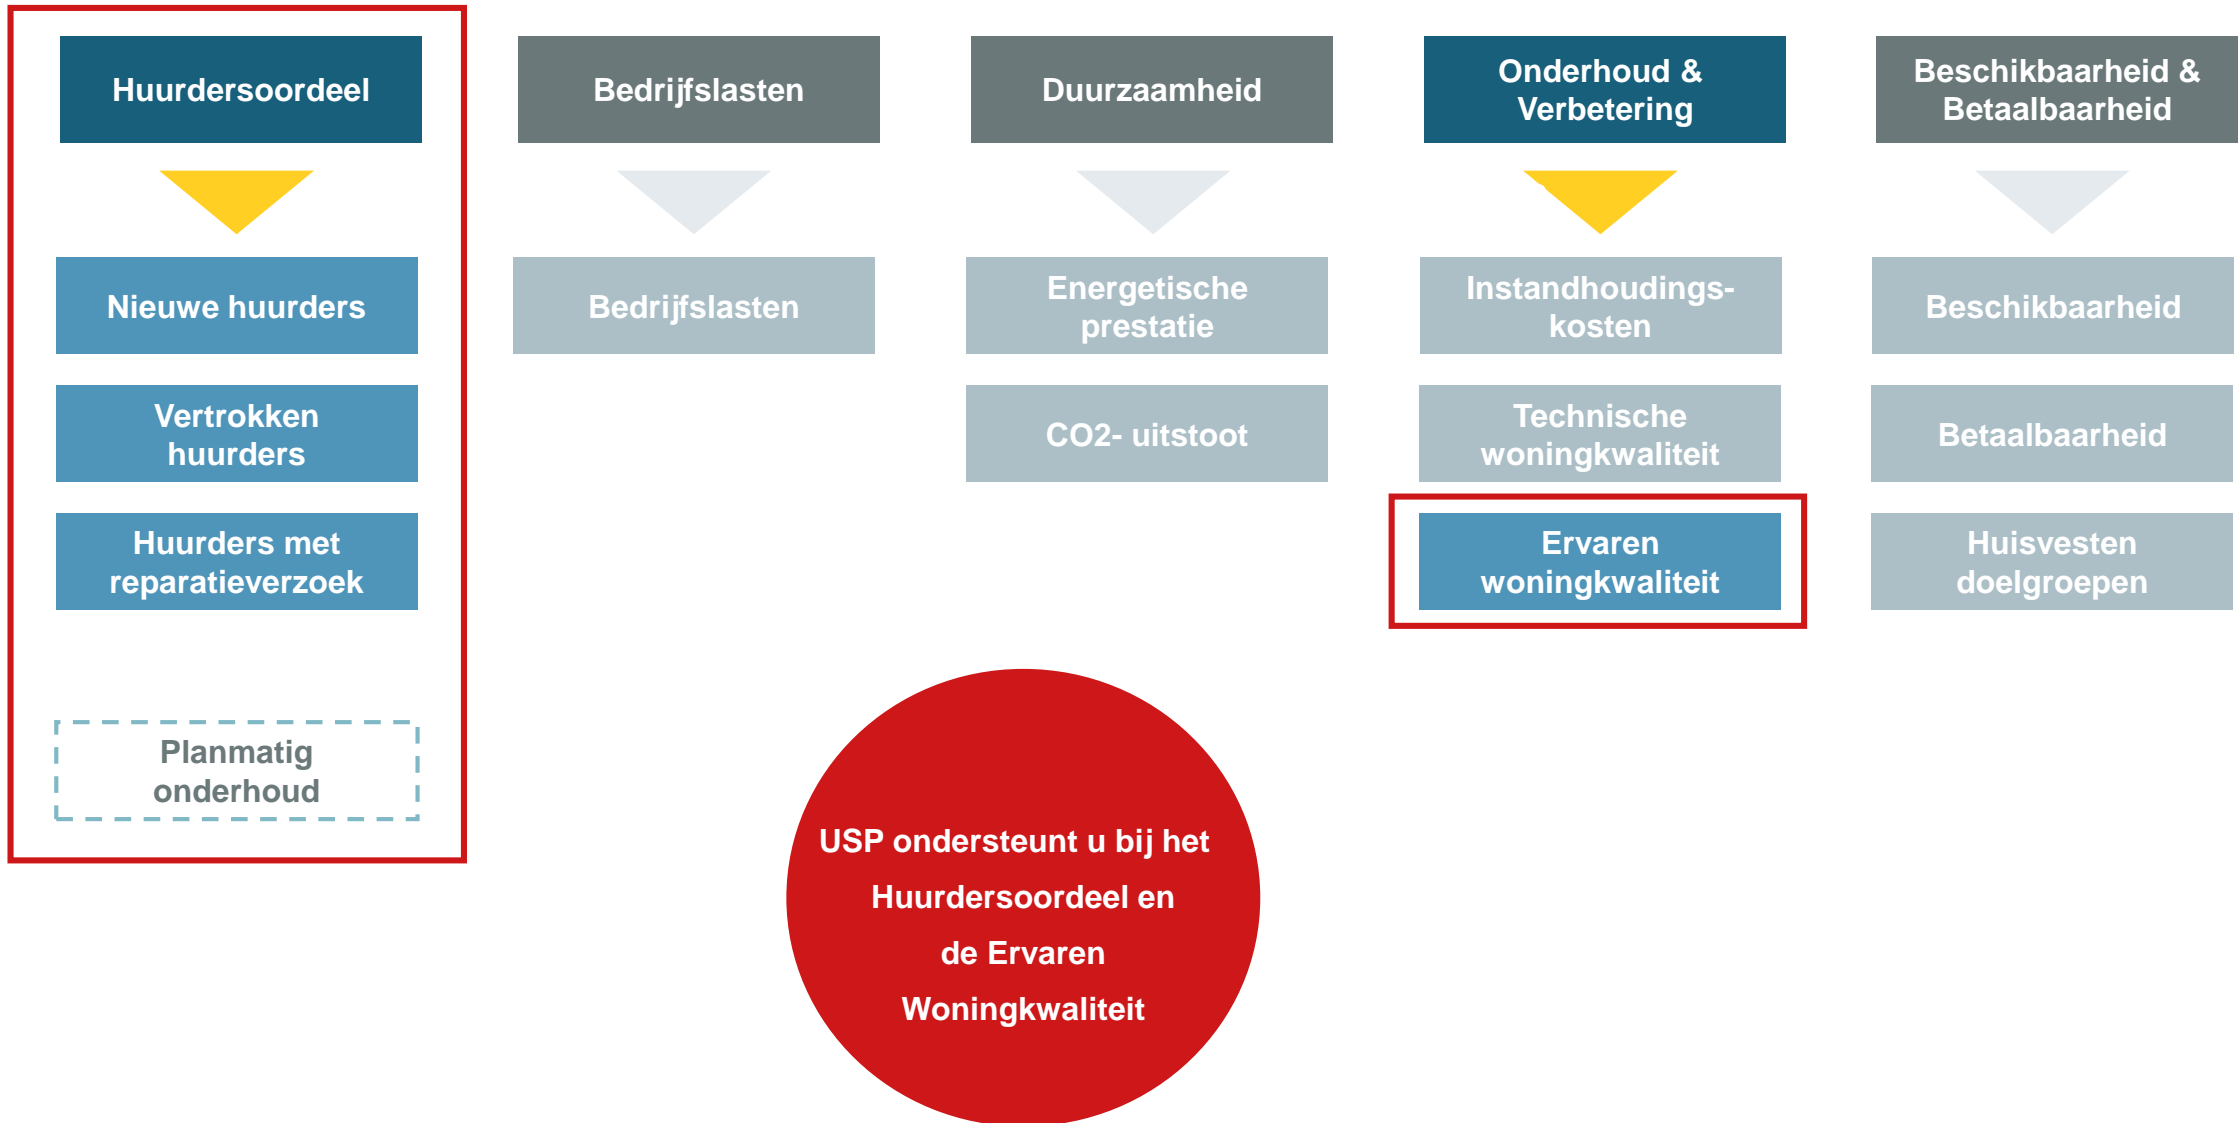 Huurdersoordeel
Bedrijfslasten
Duurzaamheid
Onderhoud &
Verbetering
Beschikbaarheid &
Betaalbaarheid
Nieuwe huurders
Bedrijfslasten
Energetische
prestatie
Instandhoudings-
kosten
Beschikbaarheid
Vertrokken
huurders
CO2- uitstoot
Technische
woningkwaliteit
Betaalbaarheid
Huurders met
reparatieverzoek
Ervaren
woningkwaliteit
Huisvesten
doelgroepen
Planmatig
onderhoud
USP ondersteunt u bij het
Huurdersoordeel en
de Ervaren
Woningkwaliteit